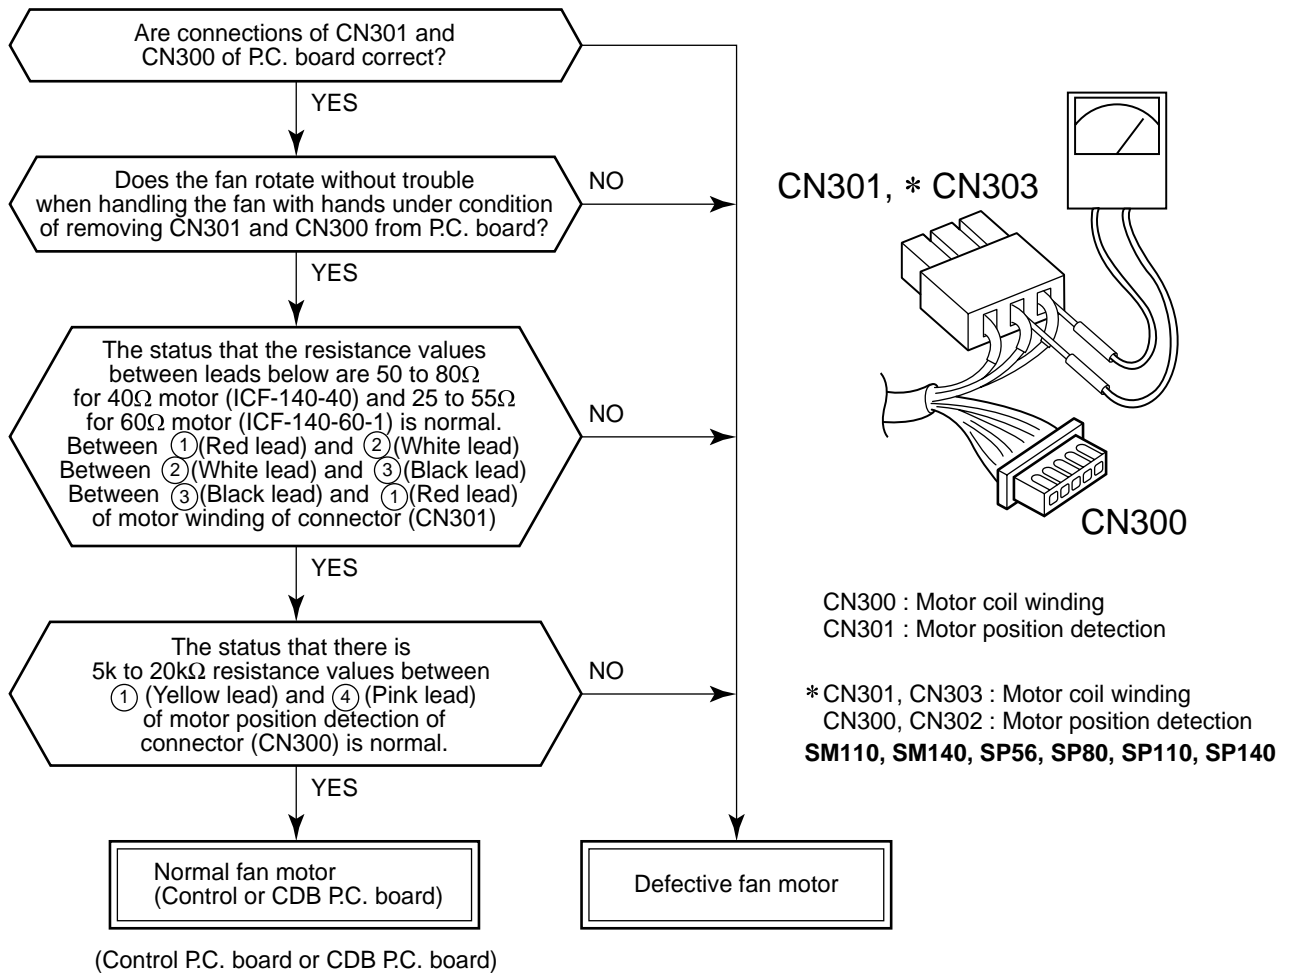 Are connections of CN301 and
CN300 of P.C. board correct?
YES
Does the fan rotate without trouble
when handling the fan with hands under condition
of removing CN301 and CN300 from P.C. board?
NO
YES
The status that the resistance values
between leads below are 50 to 80Ω
for 40Ω motor (ICF-140-40) and 25 to 55Ω
for 60Ω motor (ICF-140-60-1) is normal.
Between ①(Red lead) and ②(White lead)
Between ②(White lead) and ③(Black lead)
Between ③(Black lead) and ①(Red lead)
of motor winding of connector (CN301)
NO
YES
The status that there is
5k to 20kΩ resistance values between
① (Yellow lead) and ④ (Pink lead)
of motor position detection of
connector (CN300) is normal.
NO
YES
Normal fan motor
(Control or CDB P.C. board)
Defective fan motor
(Control P.C. board or CDB P.C. board)
CN301, * CN303
CN300
CN300 : Motor coil winding
CN301 : Motor position detection
* CN301, CN303 : Motor coil winding
CN300, CN302 : Motor position detection
SM110, SM140, SP56, SP80, SP110, SP140